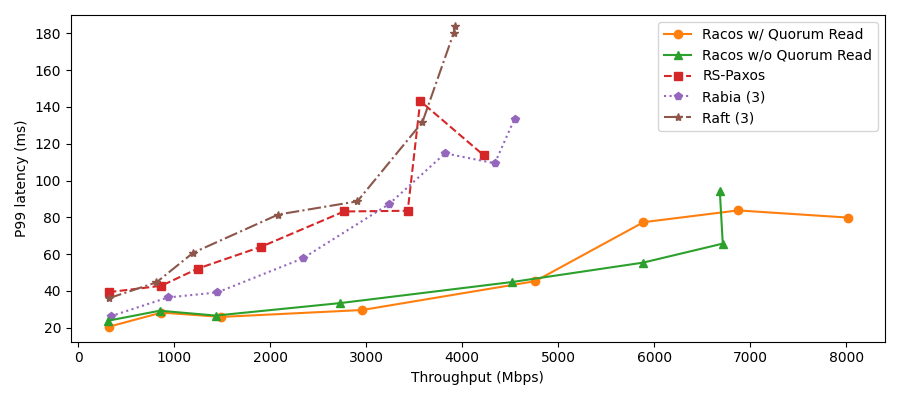 180
160
140
120
100
80
60
40
20
P99 latency (ms)
0 1000 2000 3000 4000 5000 6000 7000 8000
Throughput (Mbps)
Racos w/ Quorum Read
Racos w/o Quorum Read
RS-Paxos
Rabia (3)
Raft (3)